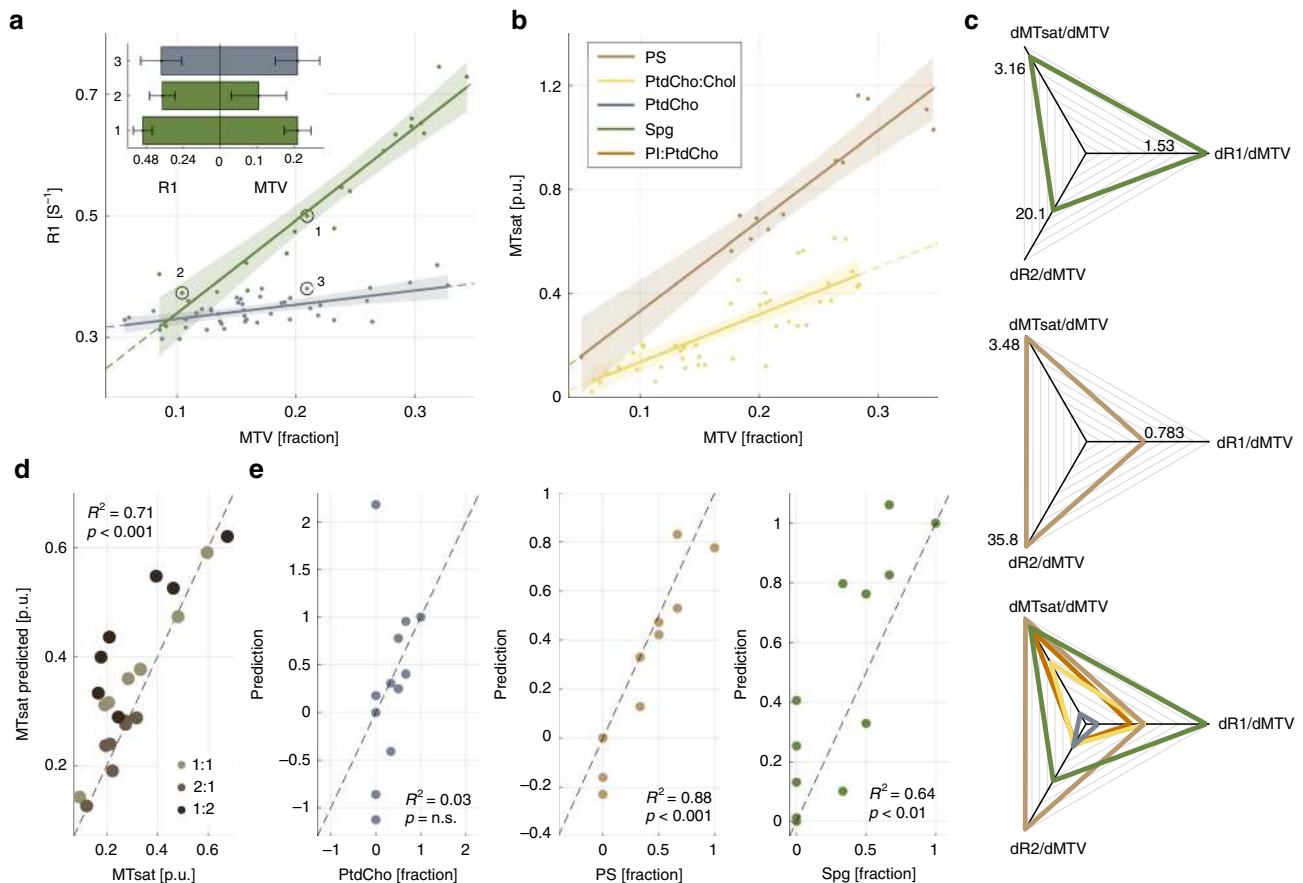 a
3
2
1
0.48
0.24
0
0.1
0.2
R1
MTV
0.7
0.5
0.3
R1 [S⁻¹]
1
2
3
0.1
0.2
0.3
MTV [fraction]
b
PS
PtdCho:Chol
PtdCho
Spg
PI:PtdCho
1.2
0.8
0.4
0
MTsat [p.u.]
0.1
0.2
0.3
MTV [fraction]
c
dMTsat/dMTV
3.16
1.53
dR1/dMTV
20.1
dR2/dMTV
dMTsat/dMTV
3.48
0.783
dR1/dMTV
35.8
dR2/dMTV
dMTsat/dMTV
dR1/dMTV
dR2/dMTV
d
R² = 0.71
p < 0.001
0.6
0.4
0.2
MTsat predicted [p.u.]
1:1
2:1
1:2
0.2
0.4
0.6
MTsat [p.u.]
e
2
1
0.5
0
−0.5
−1
Prediction
R² = 0.03
p = n.s.
−1
0
1
2
PtdCho [fraction]
1
0.8
0.6
0.4
0.2
0
−0.2
−0.4
Prediction
R² = 0.88
p < 0.001
0
0.5
1
PS [fraction]
1
0.8
0.6
0.4
0.2
0
Prediction
R² = 0.64
p < 0.01
0
0.5
1
Spg [fraction]